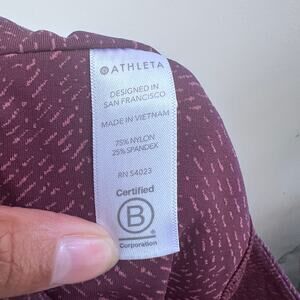 ATHLETA
DESIGNED IN
SAN FRANCISCO
MADE IN VIETNAM
75% NYLON
25% SPANDEX
RN 54023
Certified
B
Corporation